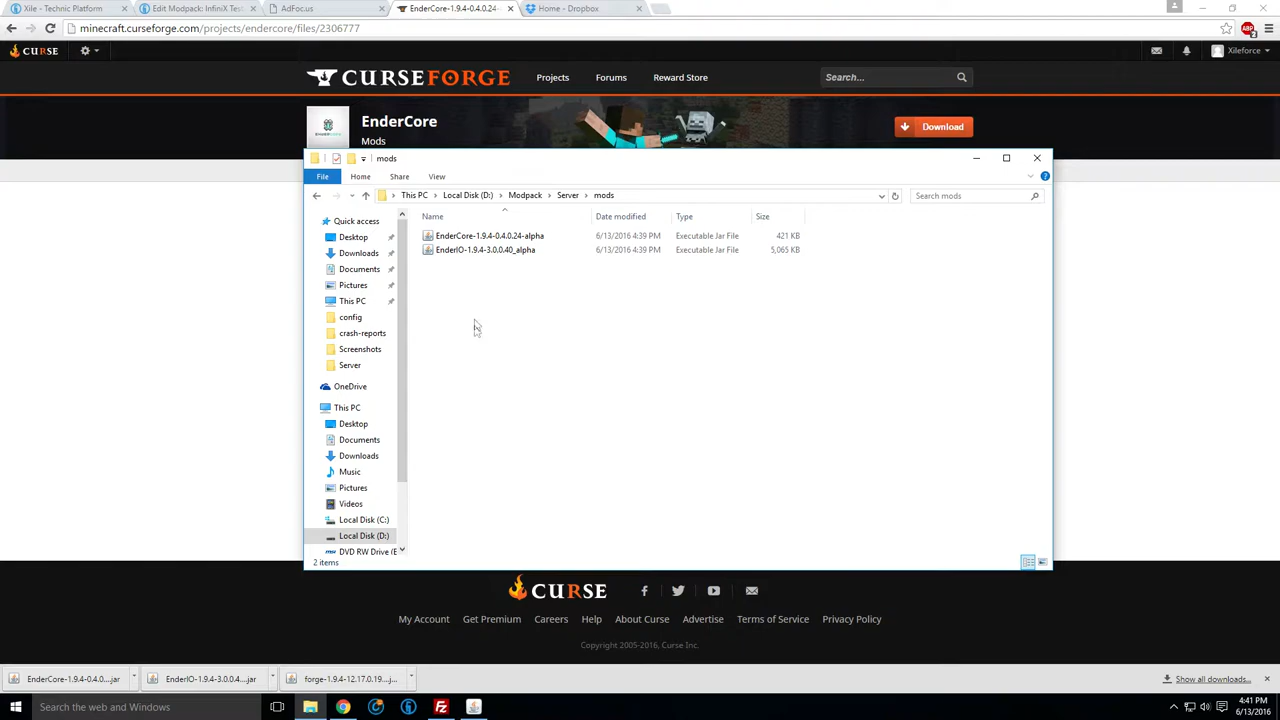 Xile - Technic Platform
Edit Modpack: InfiniX Test
AdFoc.us
EnderCore-1.9.4-0.4.0.24-
Home - Dropbox
minecraft.curseforge.com/projects/endercore/files/2306777
CURSE
Xileforce
CURSEFORGE
Projects
Forums
Reward Store
Search...
EnderCore
Mods
Download
mods
File
Home
Share
View
This PC
Local Disk (D:)
Modpack
Server
mods
Search mods
Name
Date modified
Type
Size
EnderCore-1.9.4-0.4.0.24-alpha
6/13/2016 4:39 PM
Executable Jar File
421 KB
EnderIO-1.9.4-3.0.0.40_alpha
6/13/2016 4:39 PM
Executable Jar File
5,065 KB
Quick access
Desktop
Downloads
Documents
Pictures
This PC
config
crash-reports
Screenshots
Server
OneDrive
This PC
Desktop
Documents
Downloads
Music
Pictures
Videos
Local Disk (C:)
Local Disk (D:)
DVD RW Drive (E
2 items
CURSE
My Account
Get Premium
Careers
Help
About Curse
Advertise
Terms of Service
Privacy Policy
Copyright 2005-2016, Curse Inc.
EnderCore-1.9.4-0.4.0....jar
EnderIO-1.9.4-3.0.0.4....jar
forge-1.9.4-12.17.0.19....j...
Show all downloads...
Search the web and Windows
4:41 PM
6/13/2016